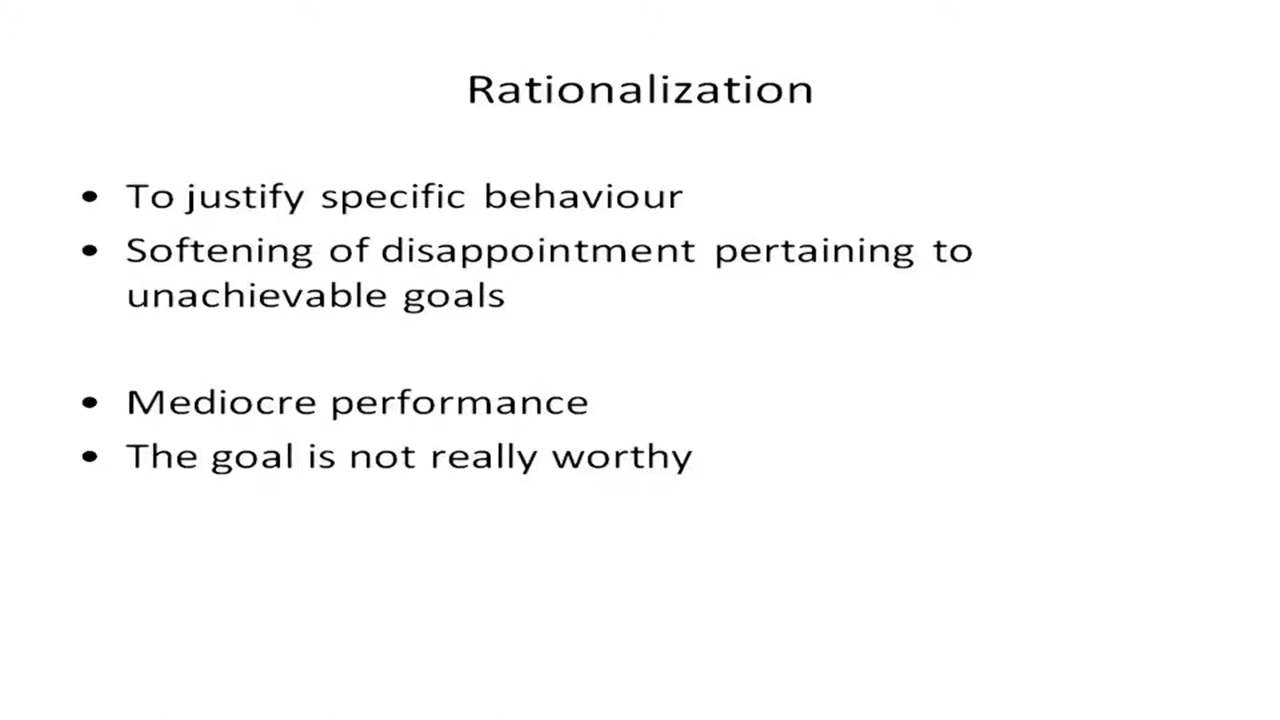 Rationalization
• To justify specific behaviour
• Softening of disappointment pertaining to
unachievable goals
• Mediocre performance
• The goal is not really worthy